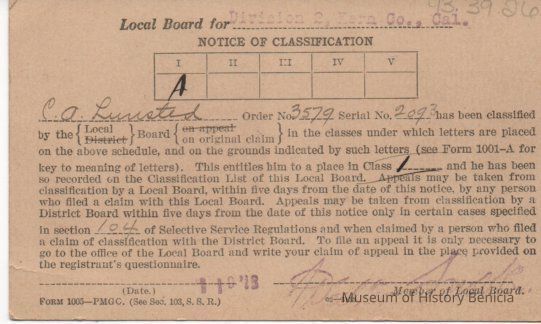 43.39.26
Local Board for Division 2, Kern Co., Cal.
NOTICE OF CLASSIFICATION
I II III IV V
A
C. A. Lunsted Order No. 3579 Serial No. 2093 has been classified
by the { Local District } Board { on appeal on original claim } in the classes under which letters are placed
on the above schedule, and on the grounds indicated by such letters (see Form 1001–A for
key to meaning of letters). This entitles him to a place in Class 1 and he has been
so recorded on the Classification List of this Local Board. Appeals may be taken from
classification by a Local Board, within five days from the date of this notice, by any person
who filed a claim with this Local Board. Appeals may be taken from classification by a
District Board within five days from the date of this notice only in certain cases specified
in section 104 of Selective Service Regulations and when claimed by a person who filed
a claim of classification with the District Board. To file an appeal it is only necessary to
go to the office of the Local Board and write your claim of appeal in the place provided on
the registrant's questionnaire.
(Date.) Member of Local Board.
FORM 1005—PMGC. (See Sec. 103, S. S. R.)
Museum of History Benicia